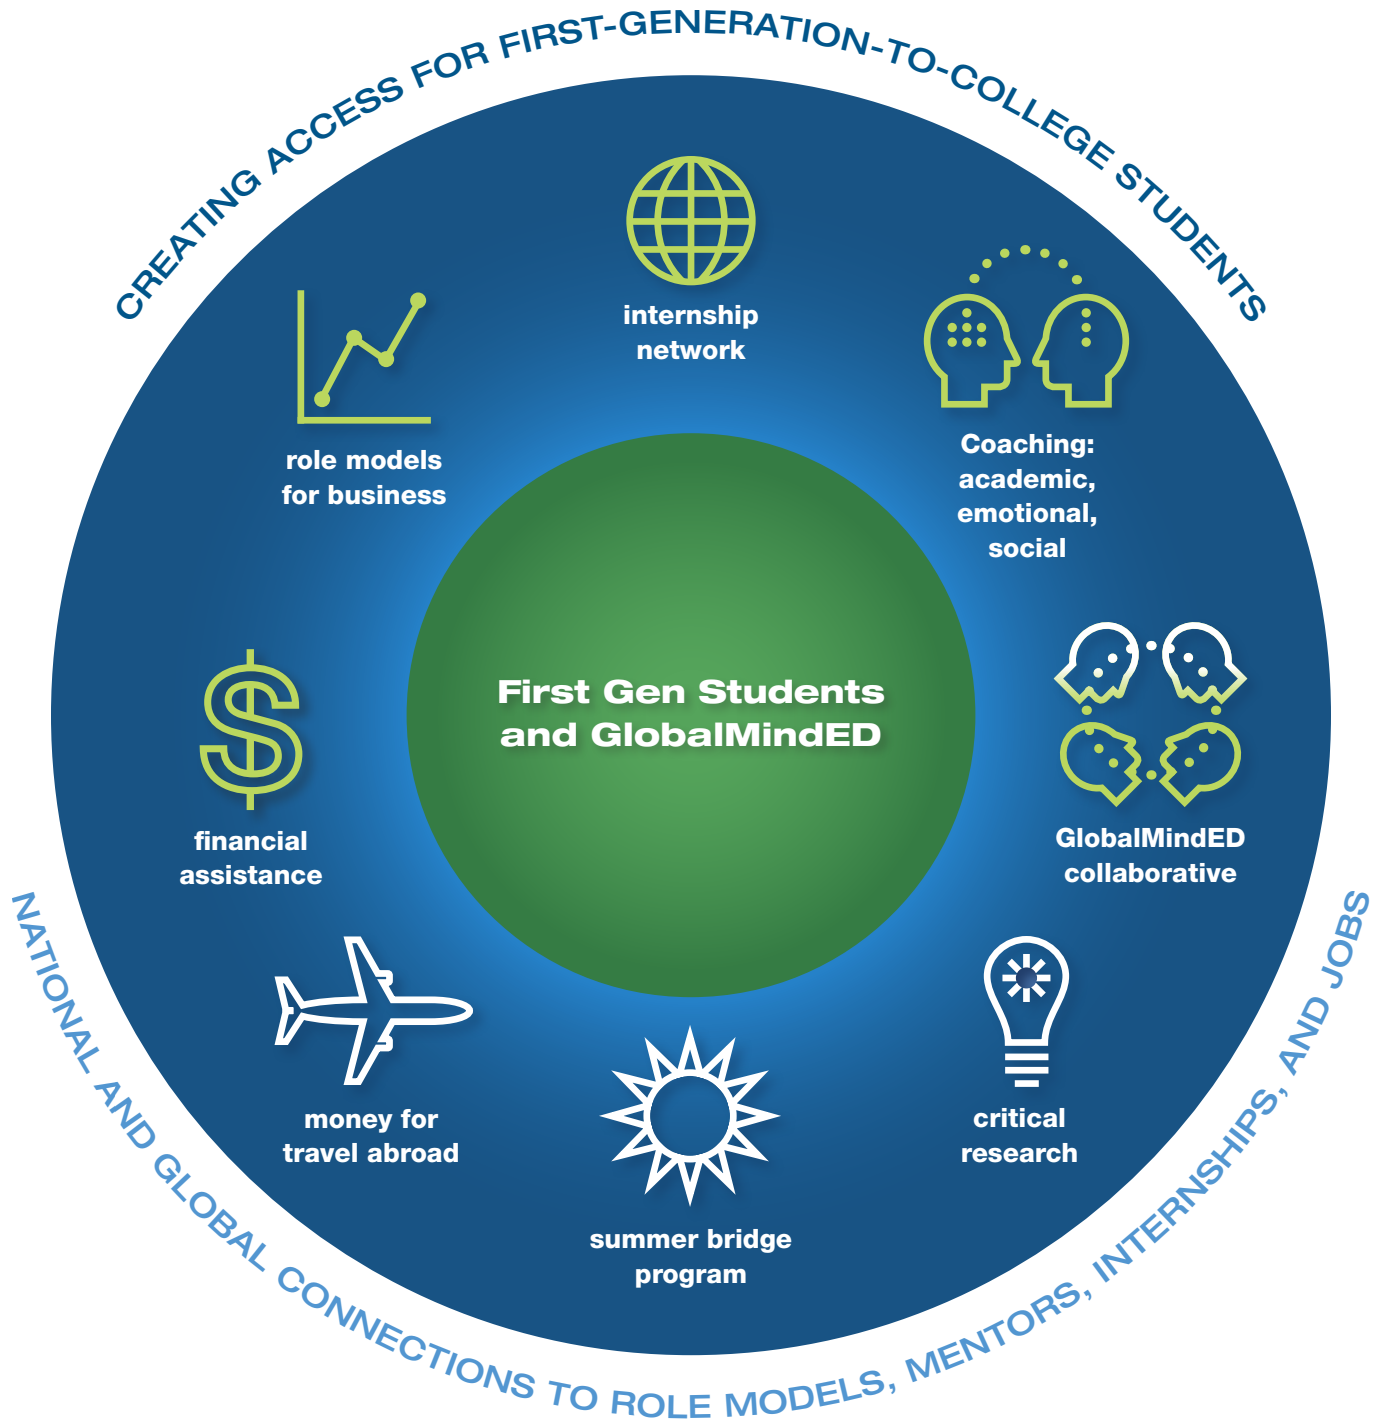 CREATING ACCESS FOR FIRST-GENERATION-TO-COLLEGE STUDENTS
internship
network
Coaching:
academic,
emotional,
social
role models
for business
First Gen Students
and GlobalMindED
GlobalMindED
collaborative
financial
assistance
critical
research
money for
travel abroad
summer bridge
program
NATIONAL AND GLOBAL CONNECTIONS TO ROLE MODELS, MENTORS, INTERNSHIPS, AND JOBS